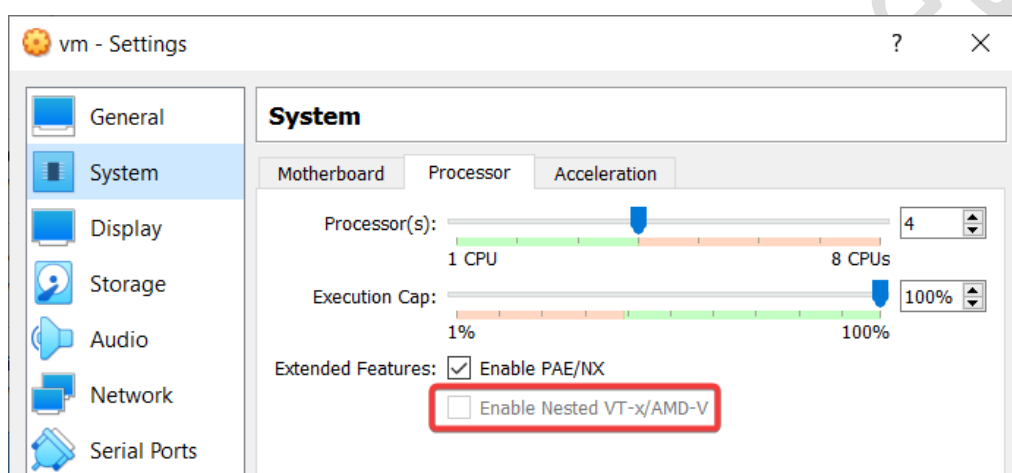 vm - Settings
?
General
System
Display
Storage
Audio
Network
Serial Ports
System
Motherboard
Processor
Acceleration
Processor(s):
4
1 CPU
8 CPUs
Execution Cap:
100%
1%
100%
Extended Features:
Enable PAE/NX
Enable Nested VT-x/AMD-V